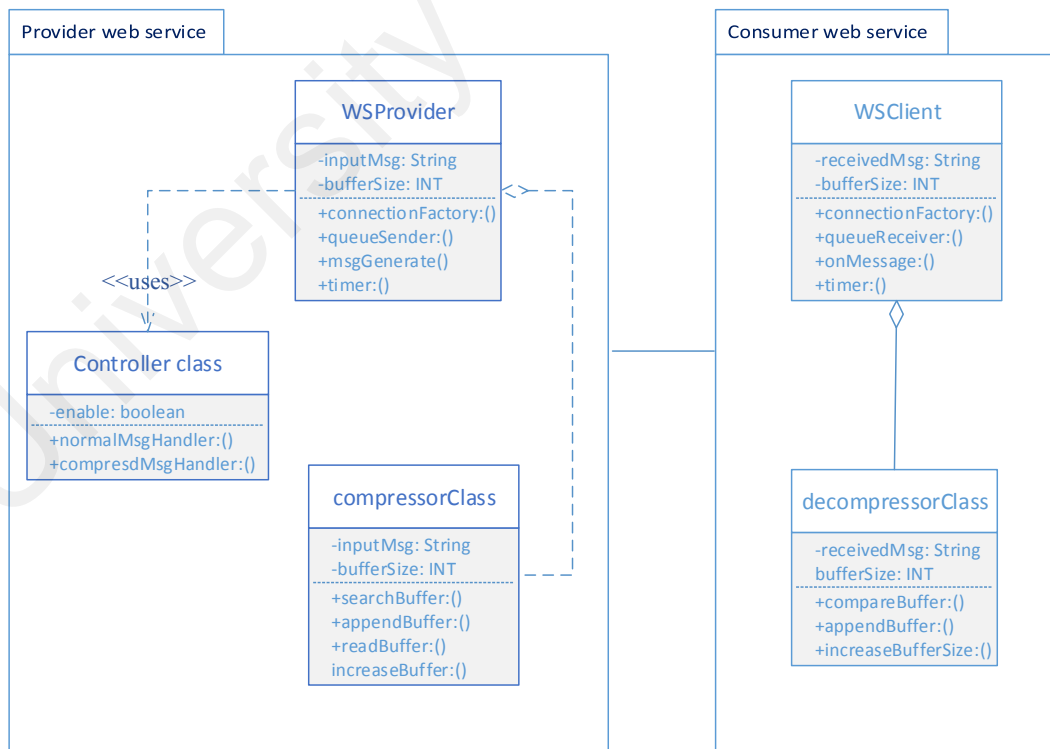 Provider web service
WSProvider
-inputMsg: String
-bufferSize: INT
+connectionFactory:()
+queueSender:()
+msgGenerate()
+timer:()
<<uses>>
Controller class
-enable: boolean
+normalMsgHandler:()
+compresdMsgHandler:()
compressorClass
-inputMsg: String
-bufferSize: INT
+searchBuffer:()
+appendBuffer:()
+readBuffer:()
increaseBuffer:()
Consumer web service
WSClient
-receivedMsg: String
-bufferSize: INT
+connectionFactory:()
+queueReceiver:()
+onMessage:()
+timer:()
decompressorClass
-receivedMsg: String
bufferSize: INT
+compareBuffer:()
+appendBuffer:()
+increaseBufferSize:()
University